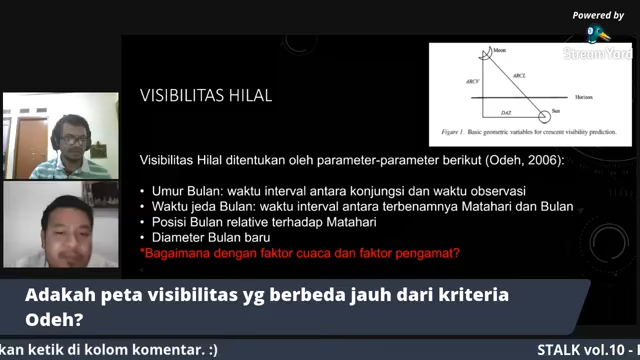 Powered by
StreamYard
VISIBILITAS HILAL
Moon
ARCV
ARCL
Horizon
DAZ
Sun
Figure 1. Basic geometric variables for crescent visibility prediction.
Visibilitas Hilal ditentukan oleh parameter-parameter berikut (Odeh, 2006):
• Umur Bulan: waktu interval antara konjungsi dan waktu observasi
• Waktu jeda Bulan: waktu interval antara terbenamnya Matahari dan Bulan
• Posisi Bulan relative terhadap Matahari
• Diameter Bulan baru
*Bagaimana dengan faktor cuaca dan faktor pengamat?
Adakah peta visibilitas yg berbeda jauh dari kriteria
Odeh?
kan ketik di kolom komentar. :)
STALK vol.10 -